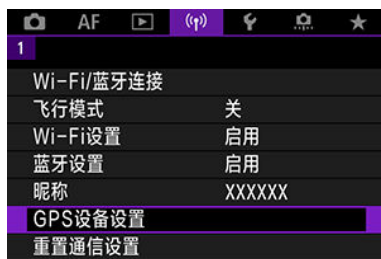 AF
1
Wi-Fi/蓝牙连接
飞行模式 关
Wi-Fi设置 启用
蓝牙设置 启用
昵称 XXXXXX
GPS设备设置
重置通信设置